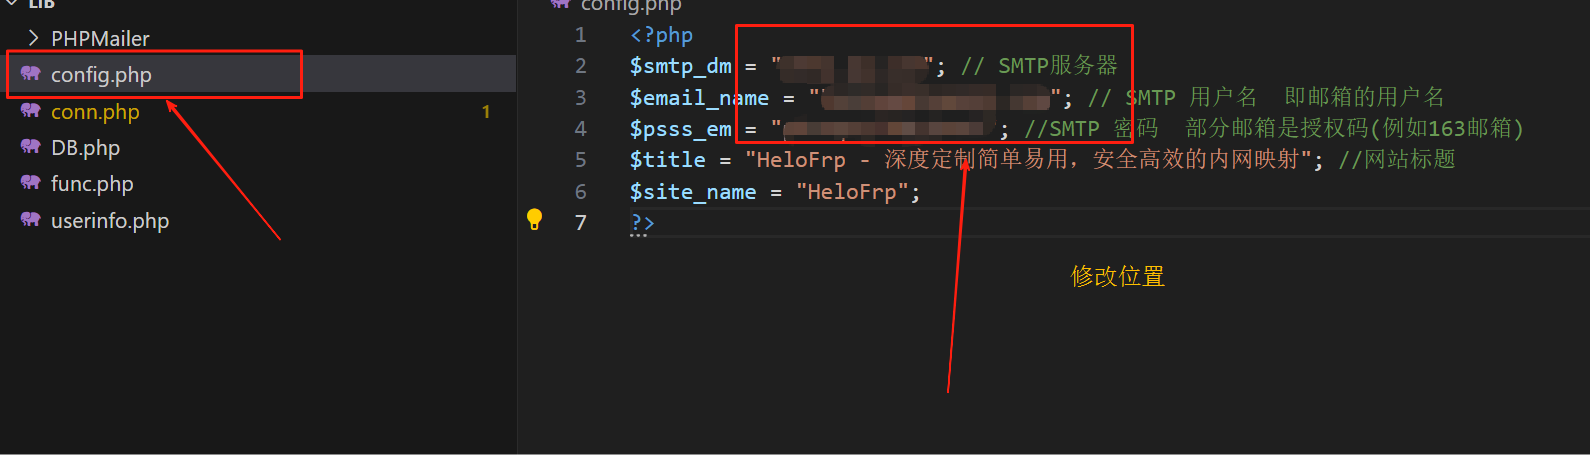 LIB
PHPMailer
config.php
conn.php 1
DB.php
func.php
userinfo.php
config.php
1 <?php
2 $smtp_dm = ""; // SMTP服务器
3 $email_name = ""; // SMTP 用户名  即邮箱的用户名
4 $psss_em = " ; //SMTP 密码  部分邮箱是授权码(例如163邮箱)
5 $title = "HeloFrp - 深度定制简单易用，安全高效的内网映射"; //网站标题
6 $site_name = "HeloFrp";
7 ?>
修改位置